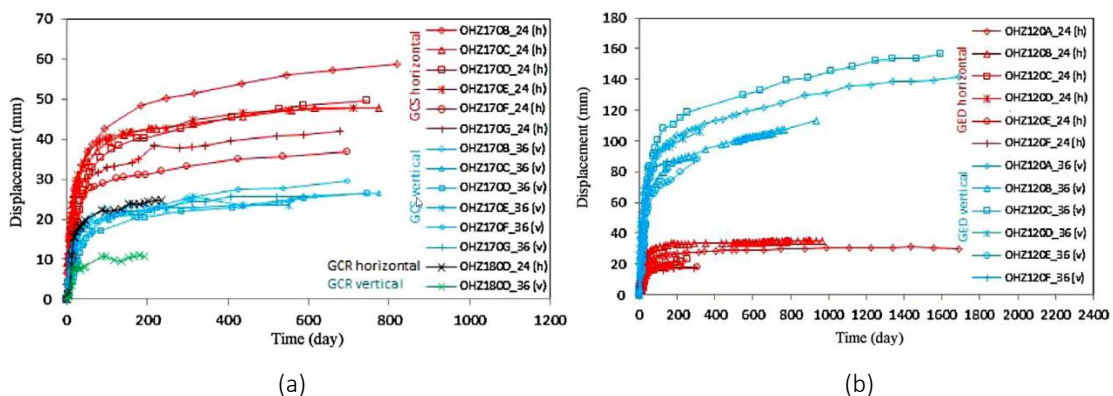 70
60
50
40
30
20
10
0
Displacement (mm)
0 200 400 600 800 1000 1200
Time (day)
GCS horizontal
GCS vertical
GCR horizontal
GCR vertical
OHZ170B_24 (h)
OHZ170C_24 (h)
OHZ170D_24 (h)
OHZ170E_24 (h)
OHZ170F_24 (h)
OHZ170G_24 (h)
OHZ170B_36 (v)
OHZ170C_36 (v)
OHZ170D_36 (v)
OHZ170E_36 (v)
OHZ170F_36 (v)
OHZ170G_36 (v)
OHZ180D_24 (h)
OHZ180D_36 (v)
(a)
180
160
140
120
100
80
60
40
20
0
Displacement (mm)
0 200 400 600 800 1000 1200 1400 1600 1800 2000 2200 2400
Time (day)
GED horizontal
GED vertical
OHZ120A_24 (h)
OHZ120B_24 (h)
OHZ120C_24 (h)
OHZ120D_24 (h)
OHZ120E_24 (h)
OHZ120F_24 (h)
OHZ120A_36 (v)
OHZ120B_36 (v)
OHZ120C_36 (v)
OHZ120D_36 (v)
OHZ120E_36 (v)
OHZ120F_36 (v)
(b)